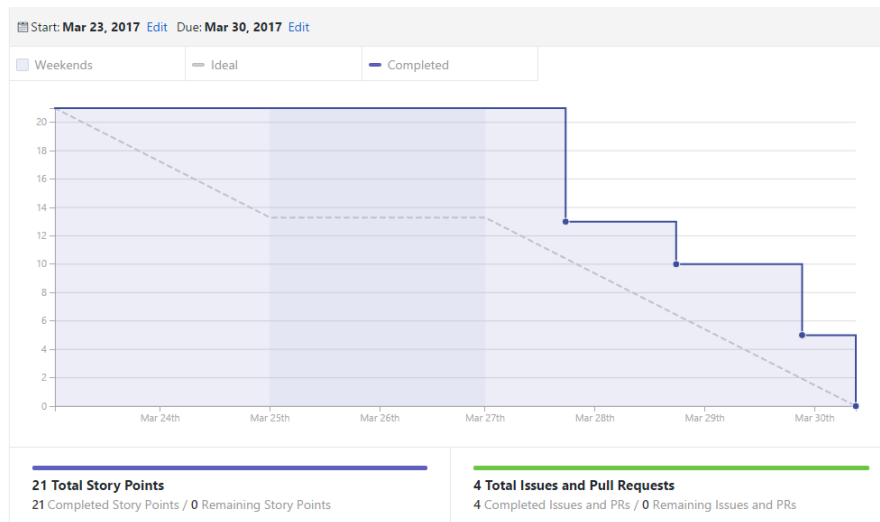 Start: Mar 23, 2017 Edit Due: Mar 30, 2017 Edit
Weekends Ideal Completed
20
18
16
14
12
10
8
6
4
2
0
Mar 24th Mar 25th Mar 26th Mar 27th Mar 28th Mar 29th Mar 30th
21 Total Story Points
21 Completed Story Points / 0 Remaining Story Points
4 Total Issues and Pull Requests
4 Completed Issues and PRs / 0 Remaining Issues and PRs